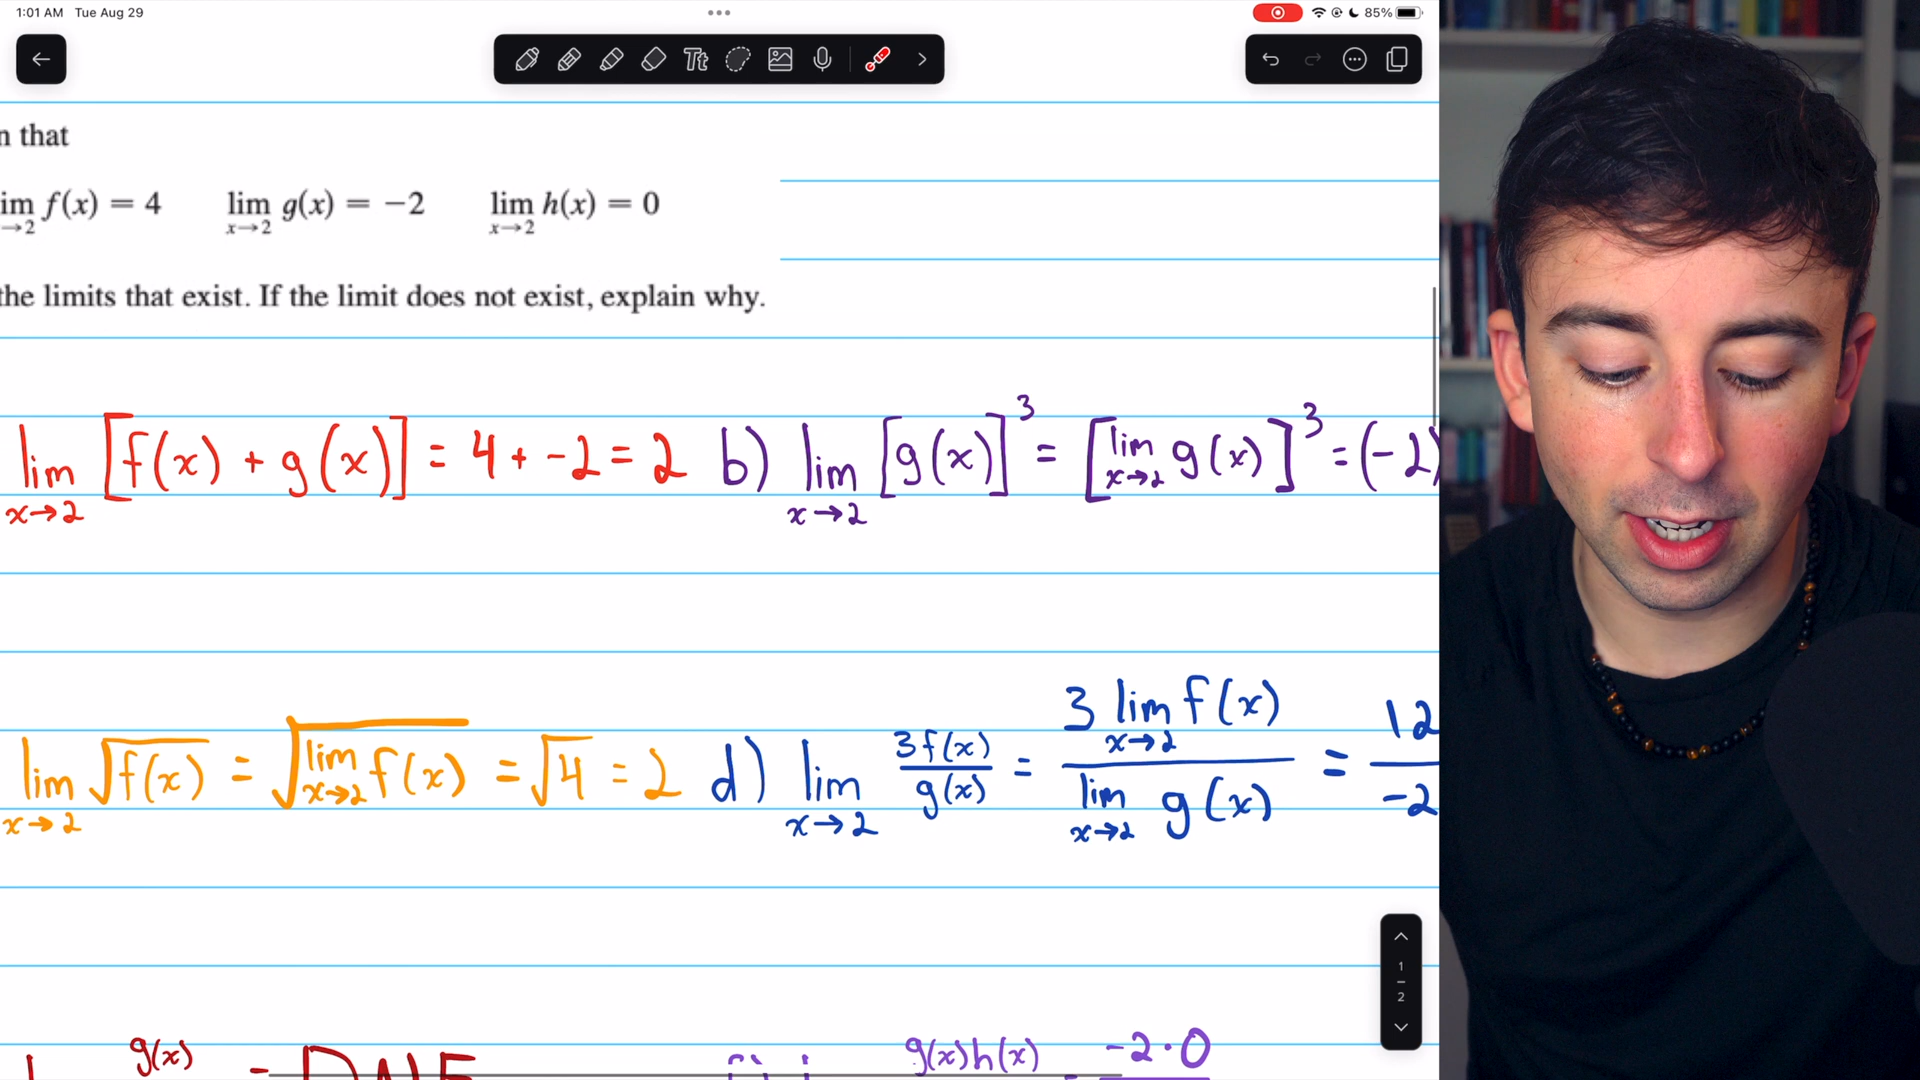 1:01 AM Tue Aug 29
85%
Tt
n that
im f(x) = 4 lim g(x) = −2 lim h(x) = 0
→2 x→2 x→2
the limits that exist. If the limit does not exist, explain why.
lim [f(x) + g(x)] = 4 + -2 = 2 b) lim [g(x)]³ = [lim g(x)]³ = (-2)
x→2 x→2 x→2
lim √f(x) = √lim f(x) = √4 = 2 d) lim 3f(x)/g(x) = 3 lim f(x)/lim g(x) = 12/-2
x→2 x→2 x→2 x→2 x→2
1
2
g(x) = DNE g(x)h(x) = -2·0